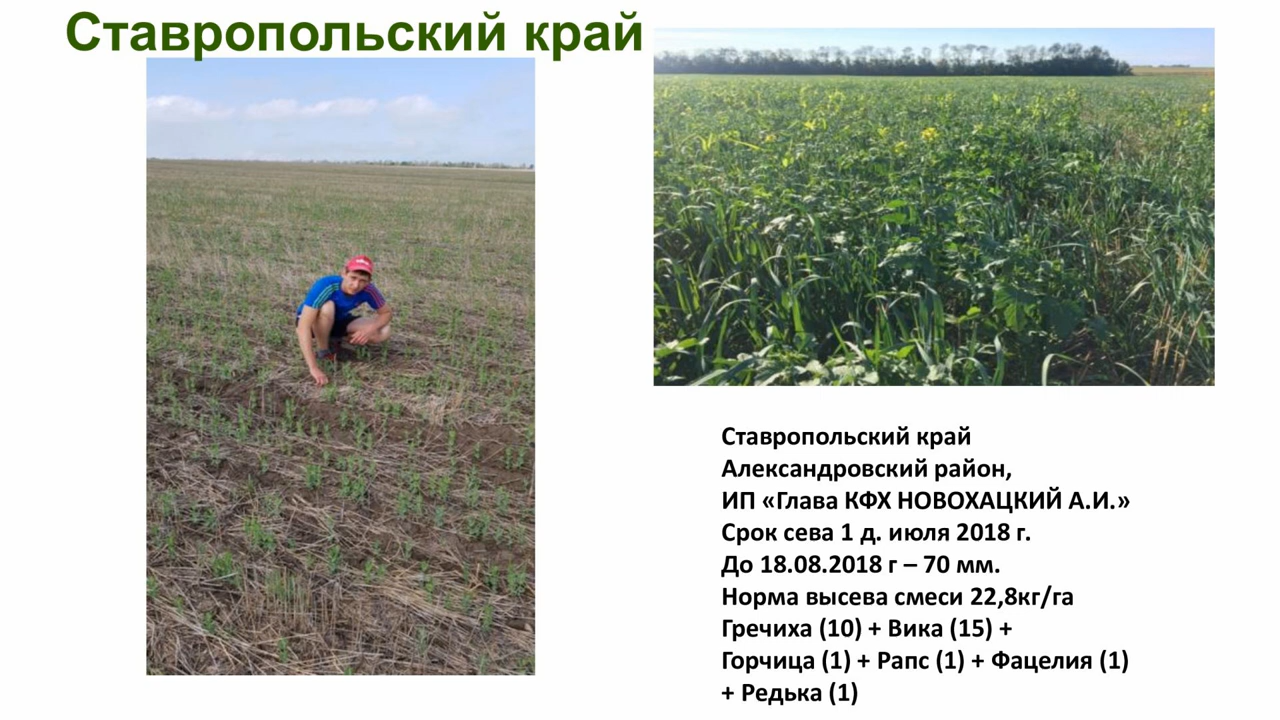 Ставропольский край
Ставропольский край
Александровский район,
ИП «Глава КФХ НОВОХАЦКИЙ А.И.»
Срок сева 1 д. июля 2018 г.
До 18.08.2018 г – 70 мм.
Норма высева смеси 22,8кг/га
Гречиха (10) + Вика (15) +
Горчица (1) + Рапс (1) + Фацелия (1)
+ Редька (1)